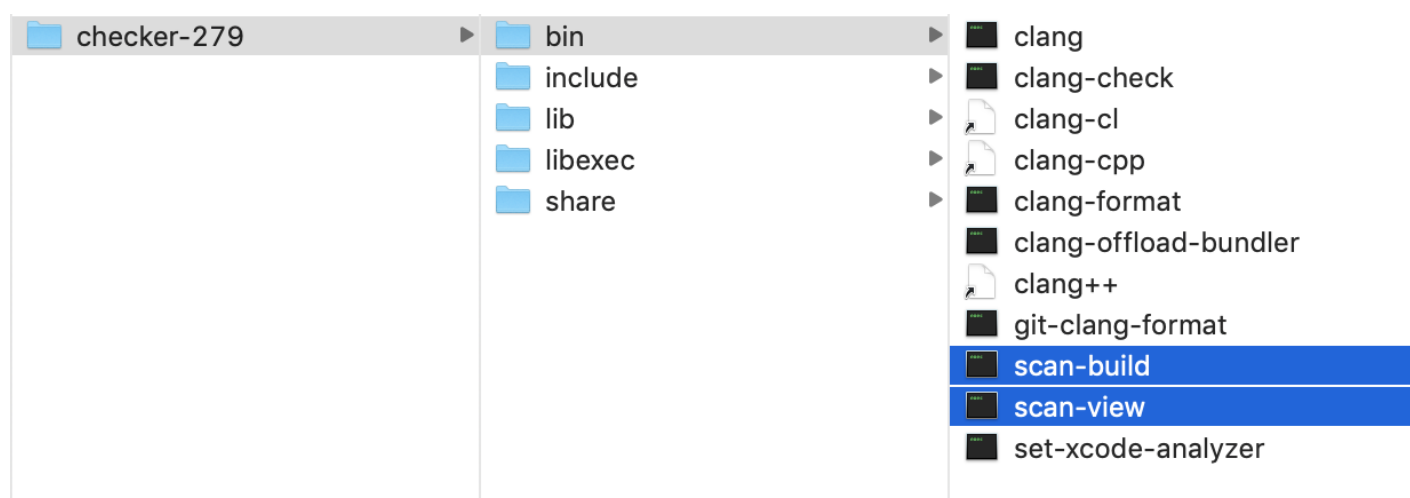 checker-279
bin
include
lib
libexec
share
clang
clang-check
clang-cl
clang-cpp
clang-format
clang-offload-bundler
clang++
git-clang-format
scan-build
scan-view
set-xcode-analyzer